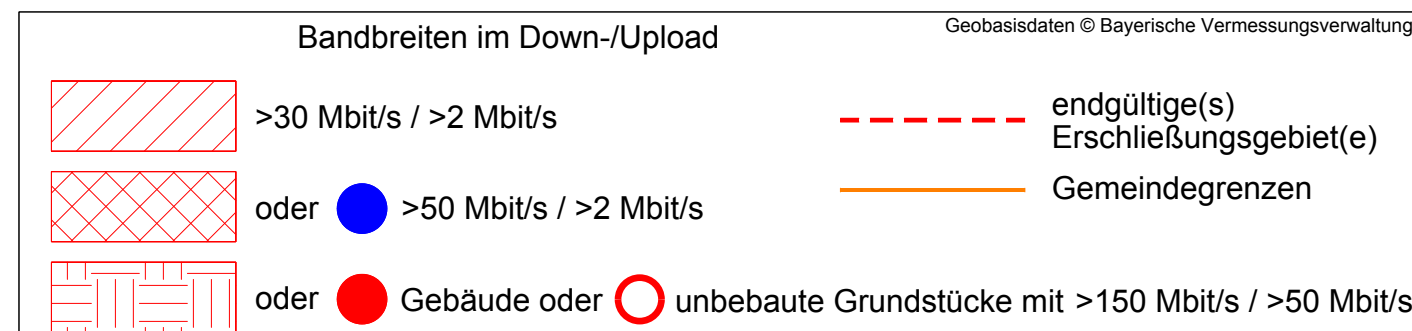 Bandbreiten im Down-/Upload
Geobasisdaten © Bayerische Vermessungsverwaltung
>30 Mbit/s / >2 Mbit/s
oder >50 Mbit/s / >2 Mbit/s
oder Gebäude oder unbebaute Grundstücke mit >150 Mbit/s / >50 Mbit/s
endgültige(s)
Erschließungsgebiet(e)
Gemeindegrenzen